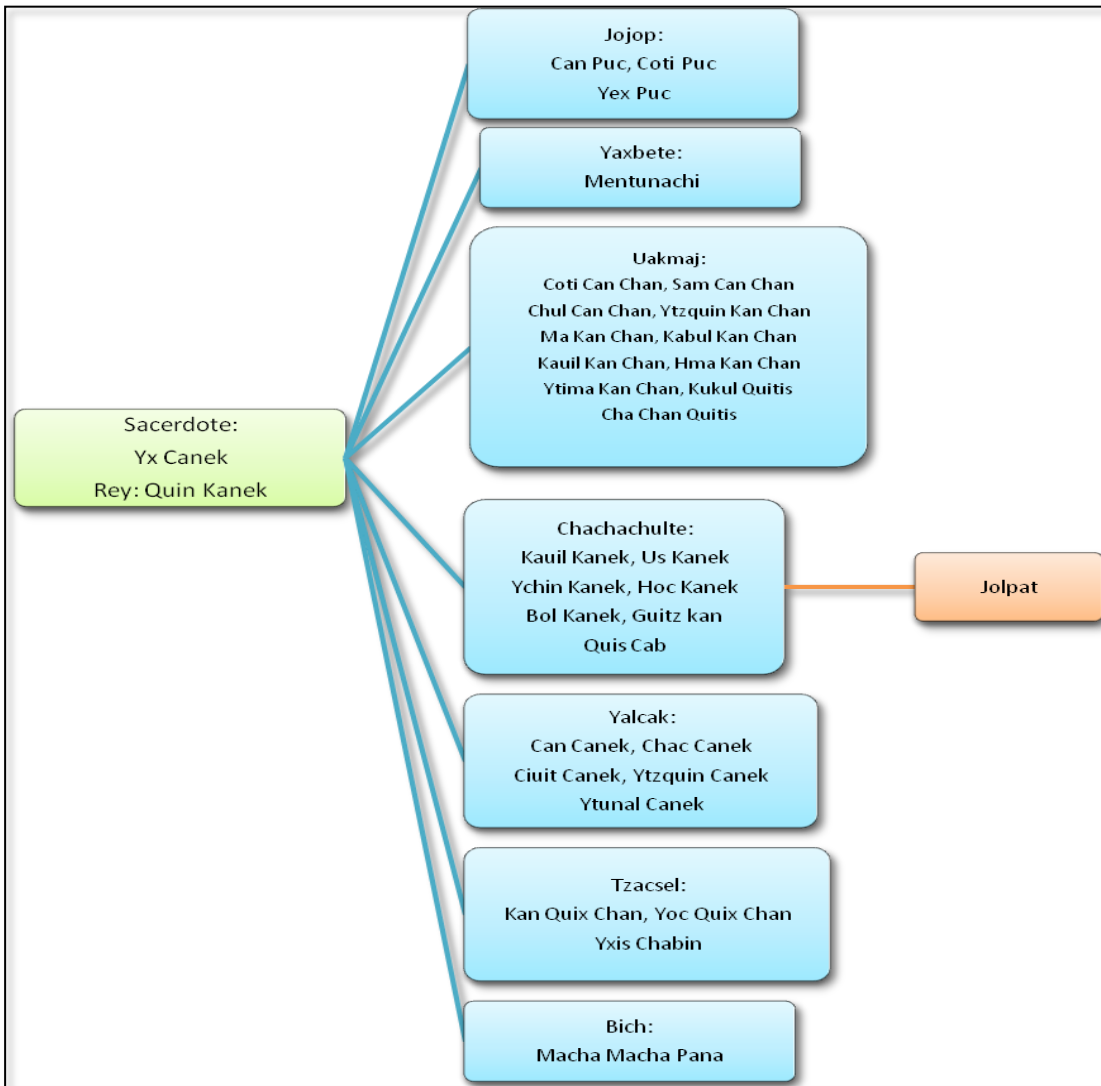 Jojop:
Can Puc, Coti Puc
Yex Puc
Yaxbete:
Mentunachi
Uakmaj:
Coti Can Chan, Sam Can Chan
Chul Can Chan, Ytzquin Kan Chan
Ma Kan Chan, Kabul Kan Chan
Kauil Kan Chan, Hma Kan Chan
Ytima Kan Chan, Kukul Quitis
Cha Chan Quitis
Sacerdote:
Yx Canek
Rey: Quin Kanek
Chachachulte:
Kauil Kanek, Us Kanek
Ychin Kanek, Hoc Kanek
Bol Kanek, Guitz kan
Quis Cab
Jolpat
Yalcak:
Can Canek, Chac Canek
Ciuit Canek, Ytzquin Canek
Ytunal Canek
Tzacsel:
Kan Quix Chan, Yoc Quix Chan
Yxis Chabin
Bich:
Macha Macha Pana